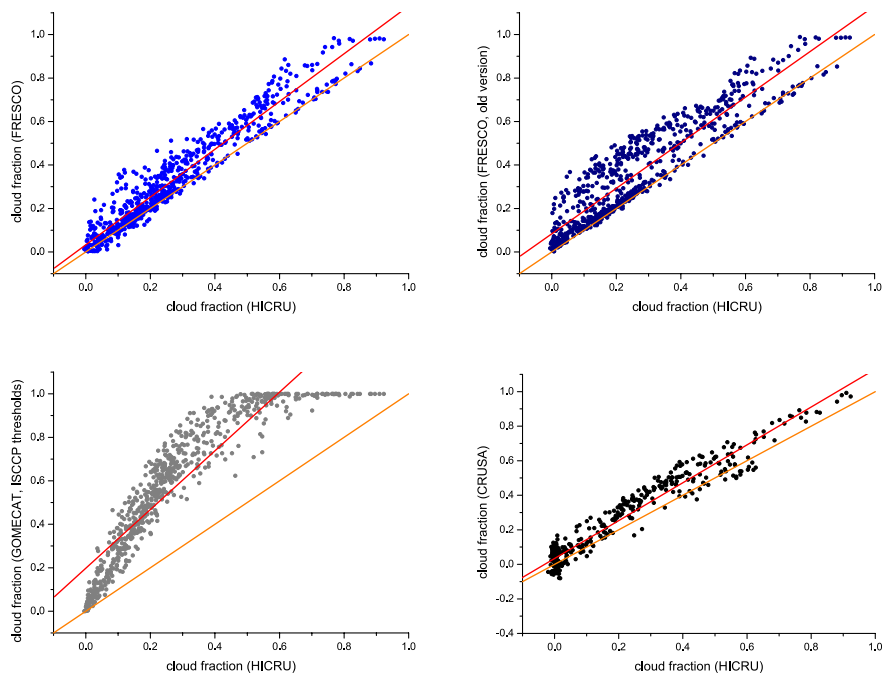 1.0
0.8
0.6
0.4
0.2
0.0
cloud fraction (FRESCO)
0.0 0.2 0.4 0.6 0.8 1.0
cloud fraction (HICRU)
1.0
0.8
0.6
0.4
0.2
0.0
cloud fraction (FRESCO, old version)
0.0 0.2 0.4 0.6 0.8 1.0
cloud fraction (HICRU)
1.0
0.8
0.6
0.4
0.2
0.0
cloud fraction (GOMECAT, ISCCP thresholds)
0.0 0.2 0.4 0.6 0.8 1.0
cloud fraction (HICRU)
1.0
0.8
0.6
0.4
0.2
0.0
-0.2
-0.4
cloud fraction (CRUSA)
0.0 0.2 0.4 0.6 0.8 1.0
cloud fraction (HICRU)